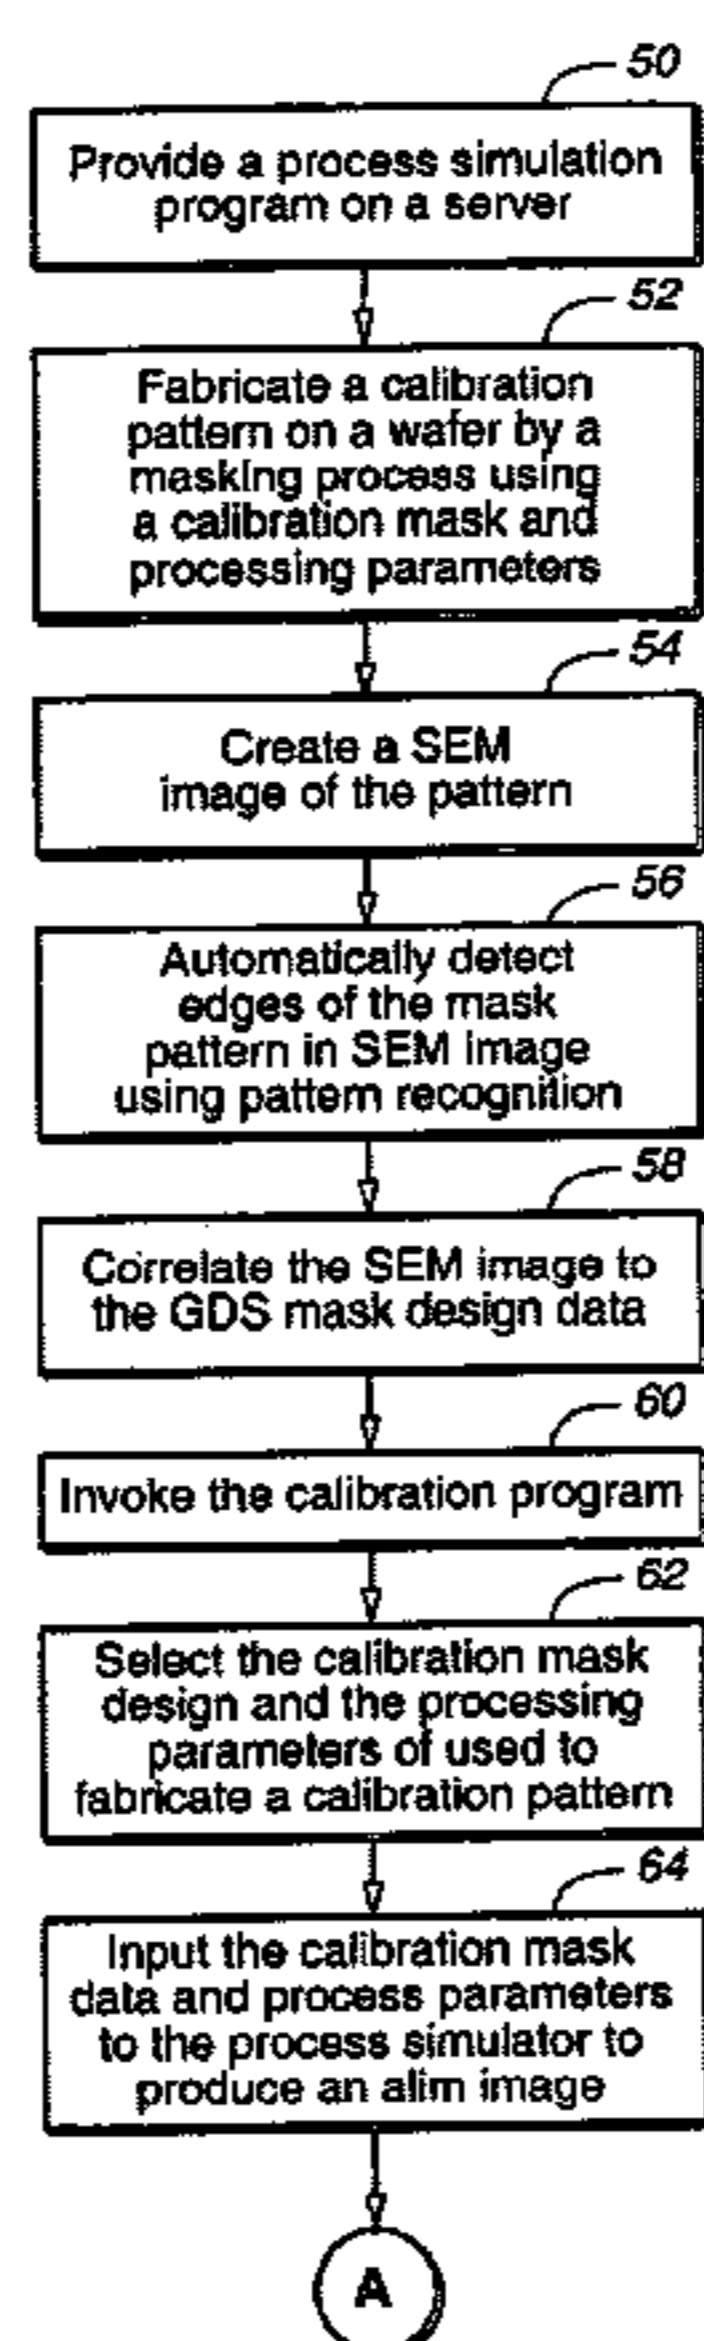 50
Provide a process simulation
program on a server
52
Fabricate a calibration
pattern on a wafer by a
masking process using
a calibration mask and
processing parameters
54
Create a SEM
image of the pattern
56
Automatically detect
edges of the mask
pattern in SEM image
using pattern recognition
58
Correlate the SEM image to
the GDS mask design data
60
Invoke the calibration program
62
Select the calibration mask
design and the processing
parameters of used to
fabricate a calibration pattern
64
Input the calibration mask
data and process parameters
to the process simulator to
produce an alim image
A